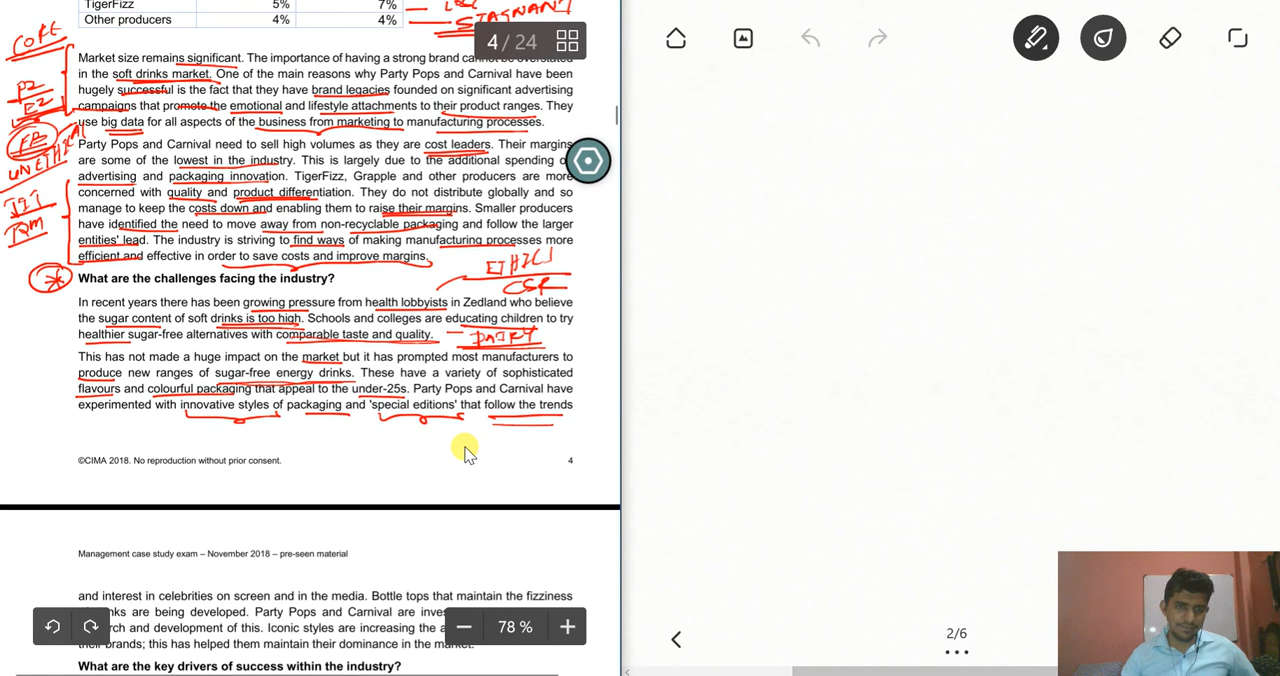 TigerFizz 5% 7%
Other producers 4% 4%
STAGNANT
4 / 24
CORE
Market size remains significant. The importance of having a strong brand cannot be overstated
in the soft drinks market. One of the main reasons why Party Pops and Carnival have been
hugely successful is the fact that they have brand legacies founded on significant advertising
campaigns that promote the emotional and lifestyle attachments to their product ranges. They
use big data for all aspects of the business from marketing to manufacturing processes.
P2
E2
UNETHICAL
Party Pops and Carnival need to sell high volumes as they are cost leaders. Their margins
are some of the lowest in the industry. This is largely due to the additional spending
advertising and packaging innovation. TigerFizz, Grapple and other producers are more
concerned with quality and product differentiation. They do not distribute globally and so
manage to keep the costs down and enabling them to raise their margins. Smaller producers
have identified the need to move away from non-recyclable packaging and follow the larger
entities' lead. The industry is striving to find ways of making manufacturing processes more
efficient and effective in order to save costs and improve margins.
JIT
TQM
What are the challenges facing the industry?
ETHICS
CSR
In recent years there has been growing pressure from health lobbyists in Zedland who believe
the sugar content of soft drinks is too high. Schools and colleges are educating children to try
healthier sugar-free alternatives with comparable taste and quality.
DAIRY
This has not made a huge impact on the market but it has prompted most manufacturers to
produce new ranges of sugar-free energy drinks. These have a variety of sophisticated
flavours and colourful packaging that appeal to the under-25s. Party Pops and Carnival have
experimented with innovative styles of packaging and 'special editions' that follow the trends
©CIMA 2018. No reproduction without prior consent. 4
Management case study exam – November 2018 – pre-seen material
and interest in celebrities on screen and in the media. Bottle tops that maintain the fizziness
are being developed. Party Pops and Carnival are
and development of this. Iconic styles are increasing the
brands; this has helped them maintain their dominance in the market.
78 %
What are the key drivers of success within the industry?
2/6